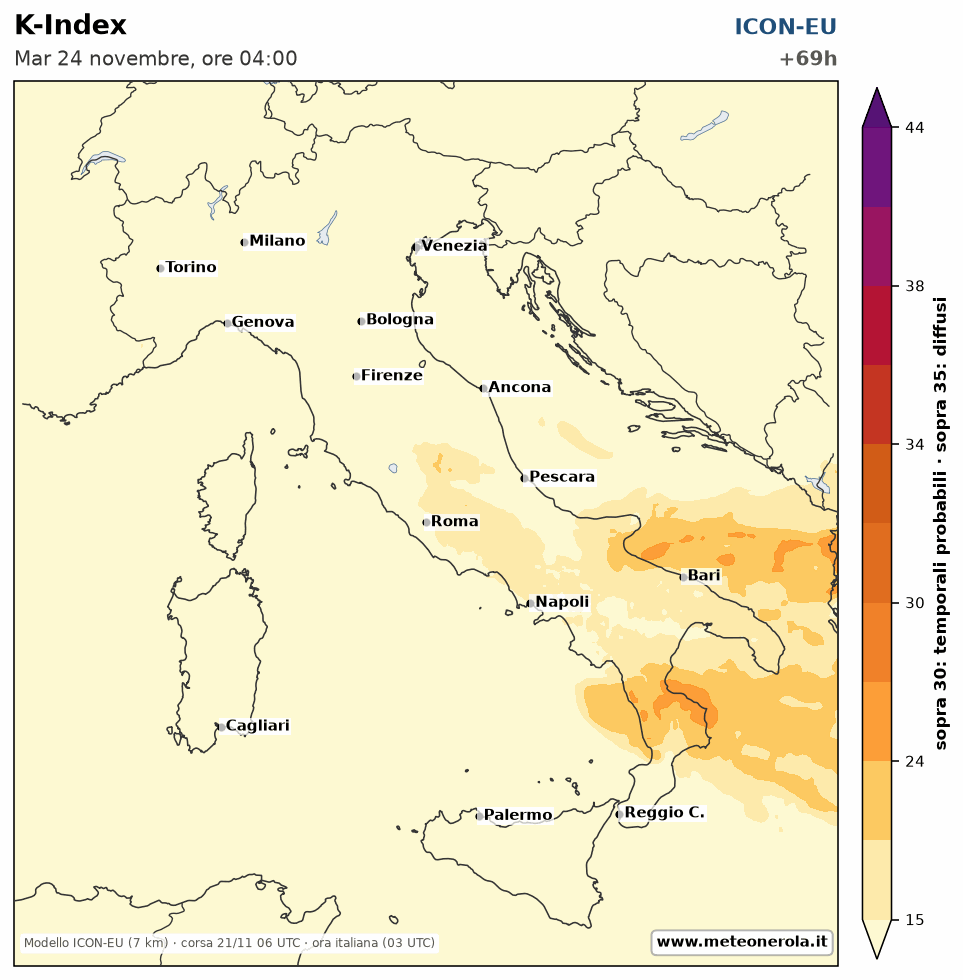 K-Index
ICON-EU
Mar 24 novembre, ore 04:00
+69h
44
Milano
Venezia
Torino
38
Genova
Bologna
Firenze
Ancona
34
Pescara
Roma
Bari
Napoli
30
sopra 30: temporali probabili · sopra 35: diffusi
Cagliari
24
Palermo
Reggio C.
15
Modello ICON-EU (7 km) · corsa 21/11 06 UTC · ora italiana (03 UTC)
www.meteonerola.it